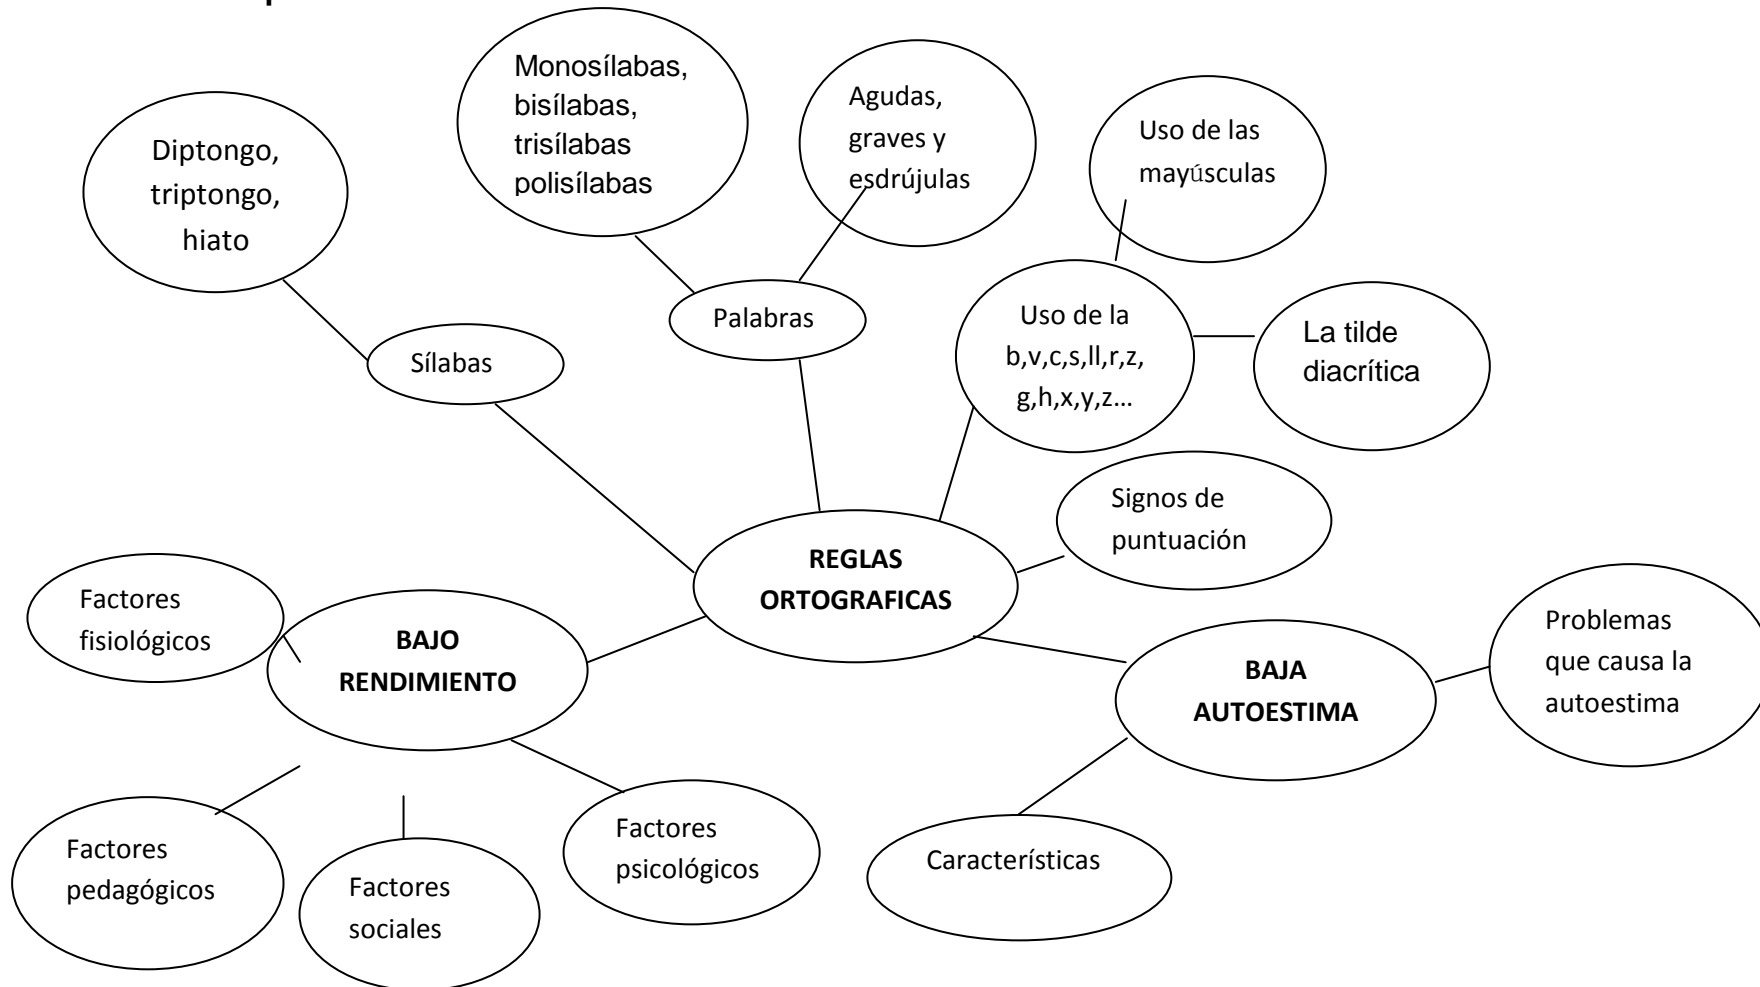 Monosílabas,
bisílabas,
trisílabas
polisílabas
Agudas,
graves y
esdrújulas
Uso de las
mayúsculas
Diptongo,
triptongo,
hiato
Palabras
Uso de la
b,v,c,s,ll,r,z,
g,h,x,y,z...
La tilde
diacrítica
Sílabas
Signos de
puntuación
REGLAS
ORTOGRAFICAS
Factores
fisiológicos
BAJO
RENDIMIENTO
BAJA
AUTOESTIMA
Problemas
que causa la
autoestima
Factores
pedagógicos
Factores
sociales
Factores
psicológicos
Características